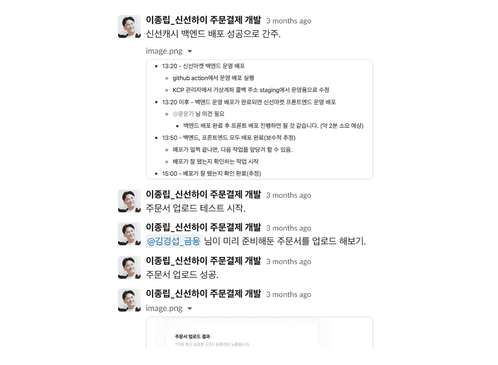 이종립_신선하이 주문결제 개발 3 months ago
신선캐시 백엔드 배포 성공으로 간주.
image.png
13:20 - 신선마켓 백엔드 운영 배포
github action에서 운영 배포 실행
KCP 관리자에서 가상계좌 콜백 주소 staging에서 운영용으로 수정
13:20 이후 - 백엔드 운영 배포가 완료되면 신선마켓 프론트엔드 운영 배포
님 의견 필요
백엔드 배포 완료 후 프론트 배포 진행하면 될 것 같습니다. (약 2분 소요 예상)
13:50 - 백엔드, 프론트엔드 모두 배포 완료(보수적 추정)
배포가 일찍 끝나면, 다음 작업을 앞당겨 할 수 있음.
배포가 잘 됐는지 확인하는 작업 시작
15:00 - 배포가 잘 됐는지 확인 완료(추정)
이종립_신선하이 주문결제 개발 3 months ago
주문서 업로드 테스트 시작.
이종립_신선하이 주문결제 개발 3 months ago
@김경섭_금융 님이 미리 준비해둔 주문서를 업로드 해보기.
이종립_신선하이 주문결제 개발 3 months ago
주문서 업로드 성공.
이종립_신선하이 주문결제 개발 3 months ago
image.png
주문서 업로드 결과